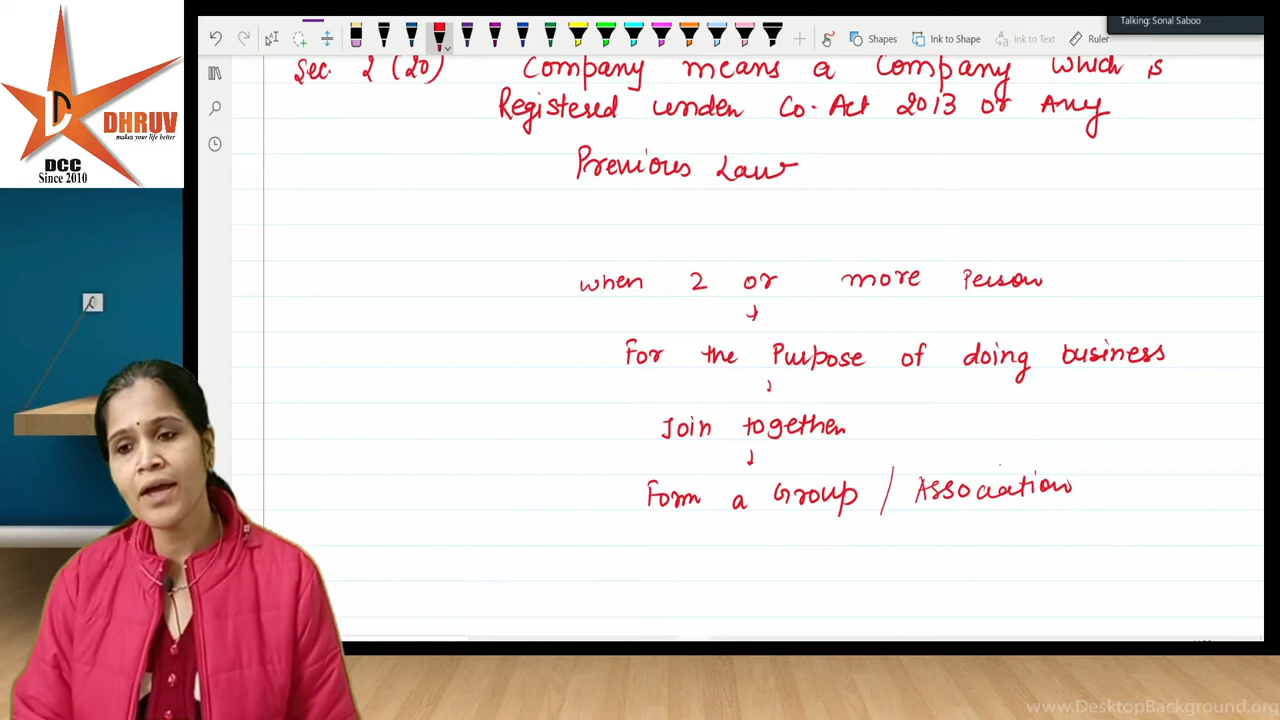 Talking: Sonal Saboo
Shapes
Ink to Shape
Ink to Text
Ruler
D
DHRUV
makes your life better
DCC
Since 2010
Sec. 2 (20) Company means a Company which is
Registered under Co. Act 2013 or Any
Previous Law
when 2 or more Person
For the Purpose of doing business
Join together
Form a Group / Association
www.DesktopBackground.org